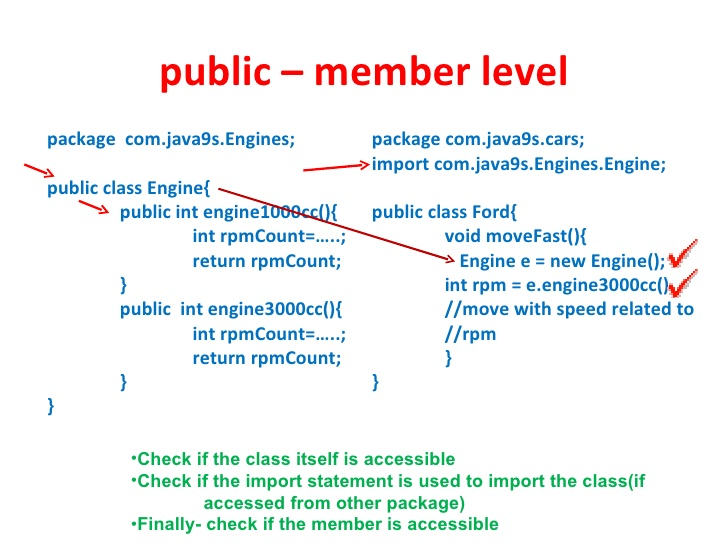 public – member level
package  com.java9s.Engines;
public class Engine{
public int engine1000cc(){
int rpmCount=…..;
return rpmCount;
}
public  int engine3000cc(){
int rpmCount=…..;
return rpmCount;
}
}
package com.java9s.cars;
import com.java9s.Engines.Engine;
public class Ford{
void moveFast(){
Engine e = new Engine();
int rpm = e.engine3000cc()
//move with speed related to
//rpm
}
}
•Check if the class itself is accessible
•Check if the import statement is used to import the class(if
accessed from other package)
•Finally- check if the member is accessible